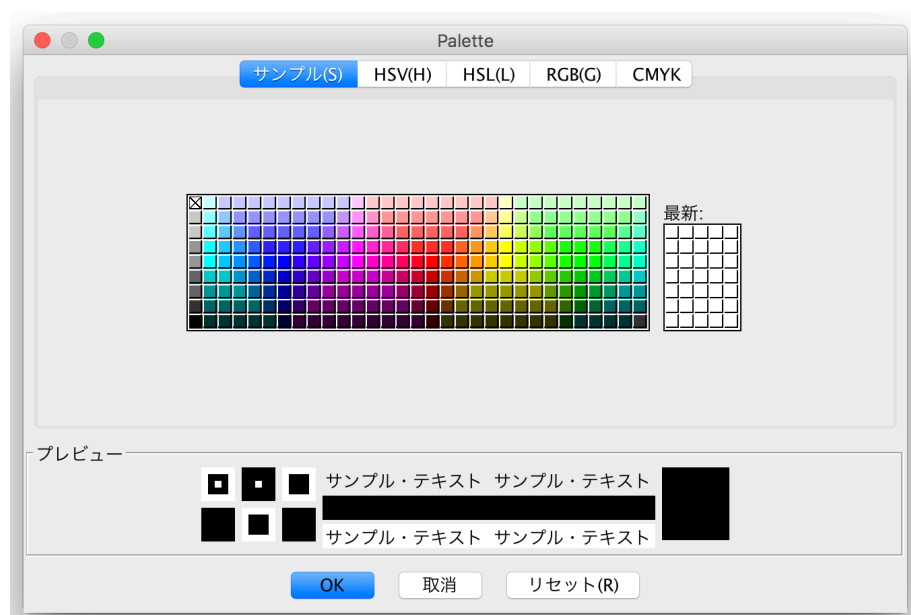 Palette
サンプル(S) HSV(H) HSL(L) RGB(G) CMYK
最新:
プレビュー
サンプル・テキスト サンプル・テキスト
サンプル・テキスト サンプル・テキスト
OK 取消 リセット(R)